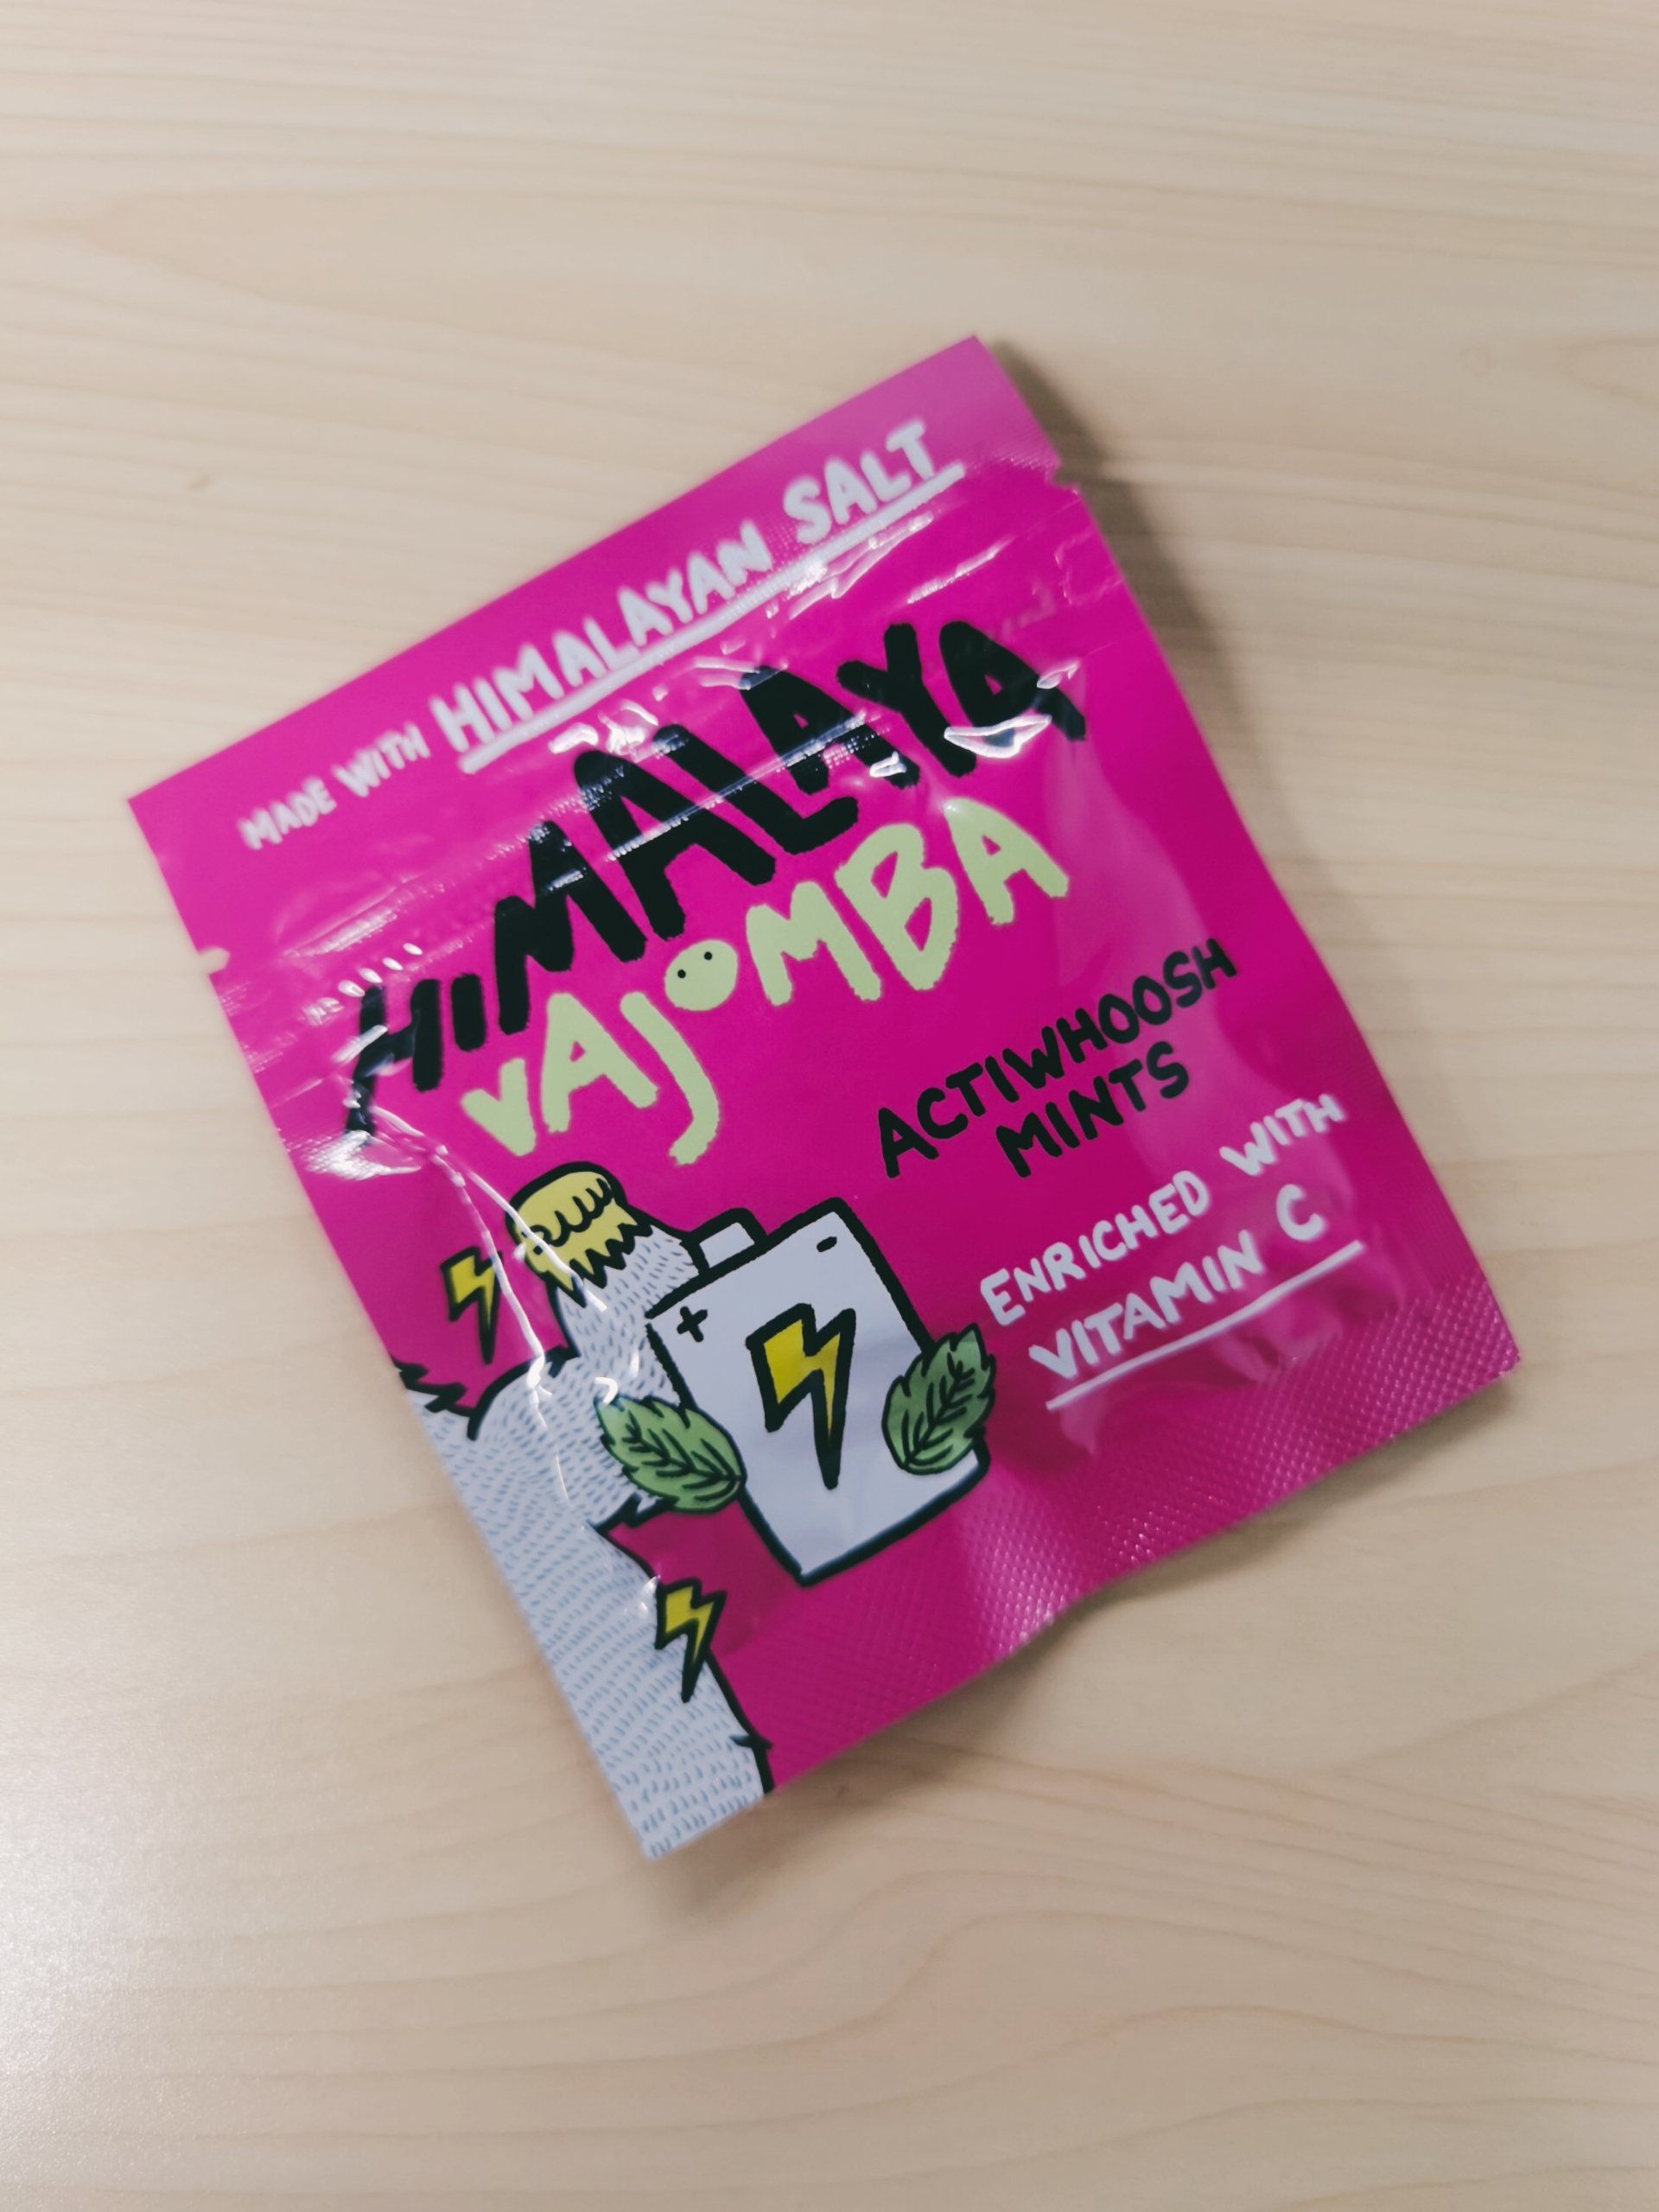 MADE WITH HIMALAYAN SALT
HIMALAYA
VAJOMBA
ACTIWHOOSH
MINTS
ENRICHED WITH
VITAMIN C
+ -